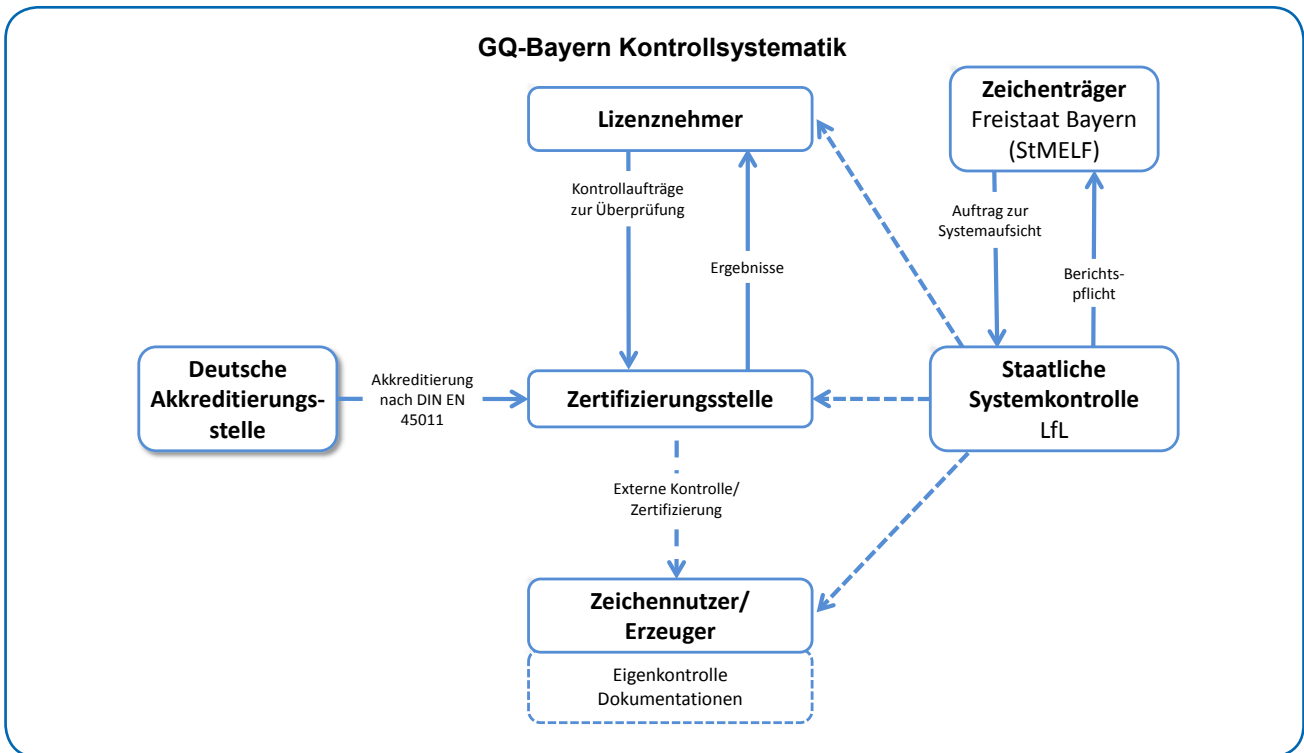 GQ-Bayern Kontrollsystematik
Lizenznehmer
Zeichenträger
Freistaat Bayern
(StMELF)
Kontrollaufträge
zur Überprüfung
Auftrag zur
Systemaufsicht
Ergebnisse
Berichts-
pflicht
Deutsche
Akkreditierungs-
stelle
Akkreditierung
nach DIN EN
45011
Zertifizierungsstelle
Staatliche
Systemkontrolle
LfL
Externe Kontrolle/
Zertifizierung
Zeichennutzer/
Erzeuger
Eigenkontrolle
Dokumentationen